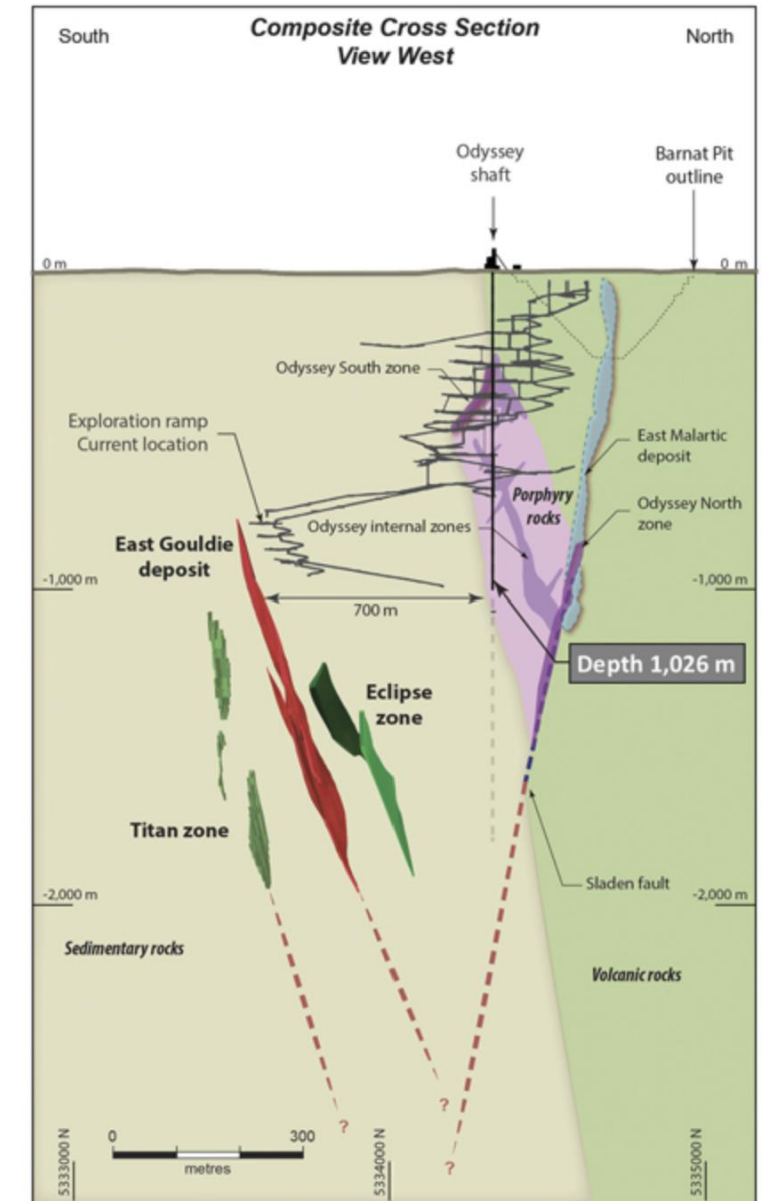 Composite Cross Section
View West
South
North
Odyssey
shaft
Barnat Pit
outline
0 m
0 m
Odyssey South zone
Exploration ramp
Current location
East Malartic
deposit
Porphyry
rocks
Odyssey North
zone
Odyssey internal zones
East Gouldie
deposit
-1,000 m
-1,000 m
700 m
Depth 1,026 m
Eclipse
zone
Titan zone
Sladen fault
-2,000 m
-2,000 m
Sedimentary rocks
Volcanic rocks
?
?
?
0
300
metres
5333000 N
5334000 N
5335000 N